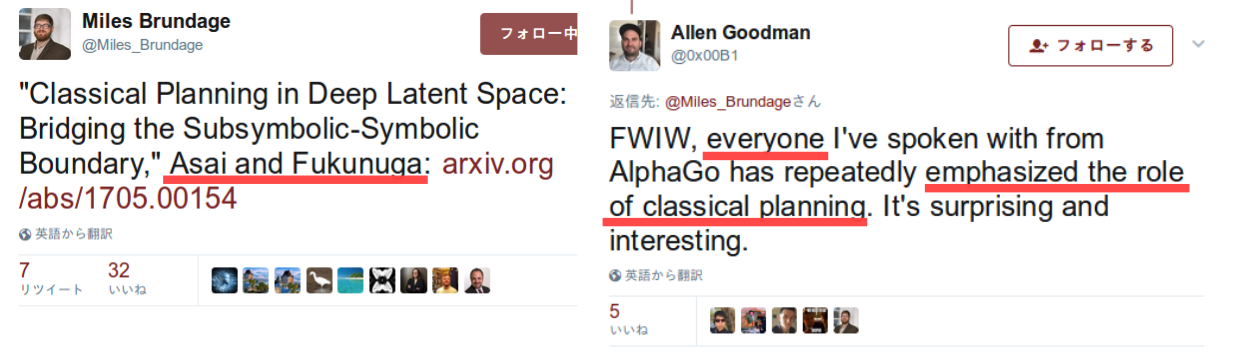 Miles Brundage
@Miles_Brundage
フォロー中
"Classical Planning in Deep Latent Space:
Bridging the Subsymbolic-Symbolic
Boundary," Asai and Fukunuga: arxiv.org
/abs/1705.00154
英語から翻訳
7
リツイート
32
いいね
Allen Goodman
@0x00B1
フォローする
返信先: @Miles_Brundageさん
FWIW, everyone I've spoken with from
AlphaGo has repeatedly emphasized the role
of classical planning. It's surprising and
interesting.
英語から翻訳
5
いいね